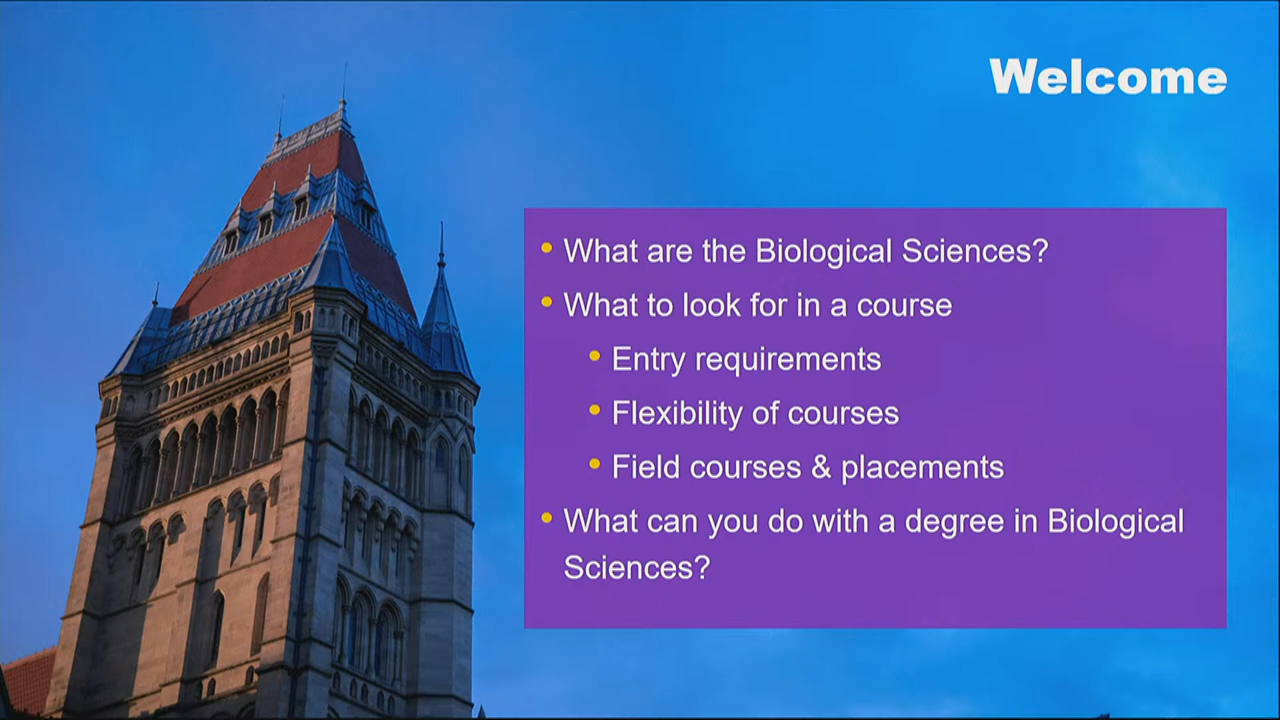 Welcome
• What are the Biological Sciences?
• What to look for in a course
• Entry requirements
• Flexibility of courses
• Field courses & placements
• What can you do with a degree in Biological
Sciences?